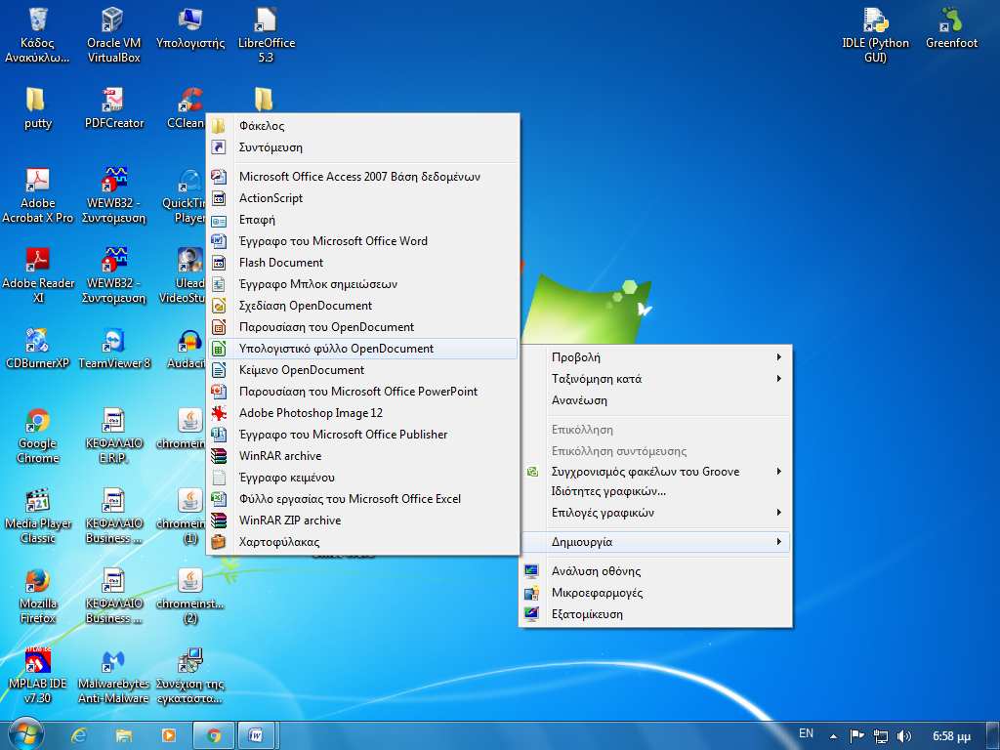 Κάδος
Ανακύκλω...
Oracle VM
VirtualBox
Υπολογιστής
LibreOffice
5.3
IDLE (Python
GUI)
Greenfoot
putty
PDFCreator
CClean
Adobe
Acrobat X Pro
WEWB32 -
Συντόμευση
QuickTim
Player
Adobe Reader
XI
WEWB32 -
Συντόμευση
Ulead
VideoStu
CDBurnerXP
TeamViewer 8
Audacit
Google
Chrome
ΚΕΦΑΛΑΙΟ
E.R.P.
chromeinst
Media Player
Classic
ΚΕΦΑΛΑΙΟ
Business ...
chromeinst
(1)
Mozilla
Firefox
ΚΕΦΑΛΑΙΟ
Business ...
chromeinst...
(2)
MPLAB IDE
v7.30
Malwarebytes
Anti-Malware
Συνέχιση της
εγκαταστα...
Φάκελος
Συντόμευση
Microsoft Office Access 2007 Βάση δεδομένων
ActionScript
Επαφή
Έγγραφο του Microsoft Office Word
Flash Document
Έγγραφο Μπλοκ σημειώσεων
Σχεδίαση OpenDocument
Παρουσίαση του OpenDocument
Υπολογιστικό φύλλο OpenDocument
Κείμενο OpenDocument
Παρουσίαση του Microsoft Office PowerPoint
Adobe Photoshop Image 12
Έγγραφο του Microsoft Office Publisher
WinRAR archive
Έγγραφο κειμένου
Φύλλο εργασίας του Microsoft Office Excel
WinRAR ZIP archive
Χαρτοφύλακας
Προβολή
Ταξινόμηση κατά
Ανανέωση
Επικόλληση
Επικόλληση συντόμευσης
Συγχρονισμός φακέλων του Groove
Ιδιότητες γραφικών...
Επιλογές γραφικών
Δημιουργία
Ανάλυση οθόνης
Μικροεφαρμογές
Εξατομίκευση
EN
6:58 μμ